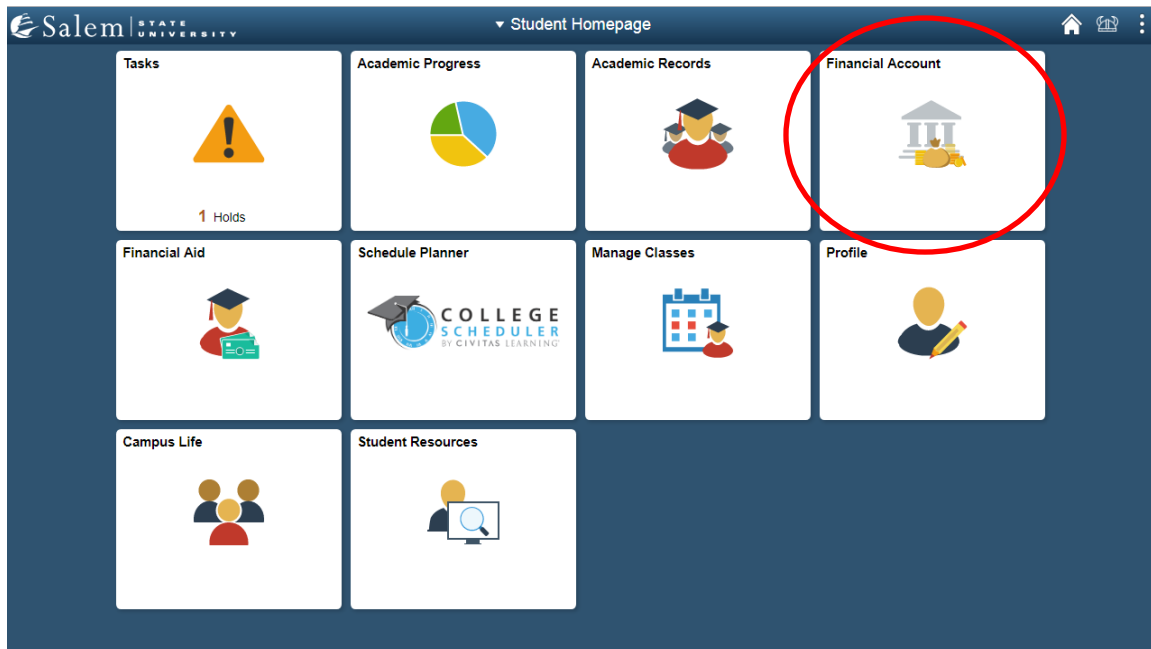 Salem STATE UNIVERSITY
Student Homepage
Tasks
1 Holds
Academic Progress
Academic Records
Financial Account
Financial Aid
Schedule Planner
COLLEGE
SCHEDULER
BY CIVITAS LEARNING
Manage Classes
Profile
Campus Life
Student Resources